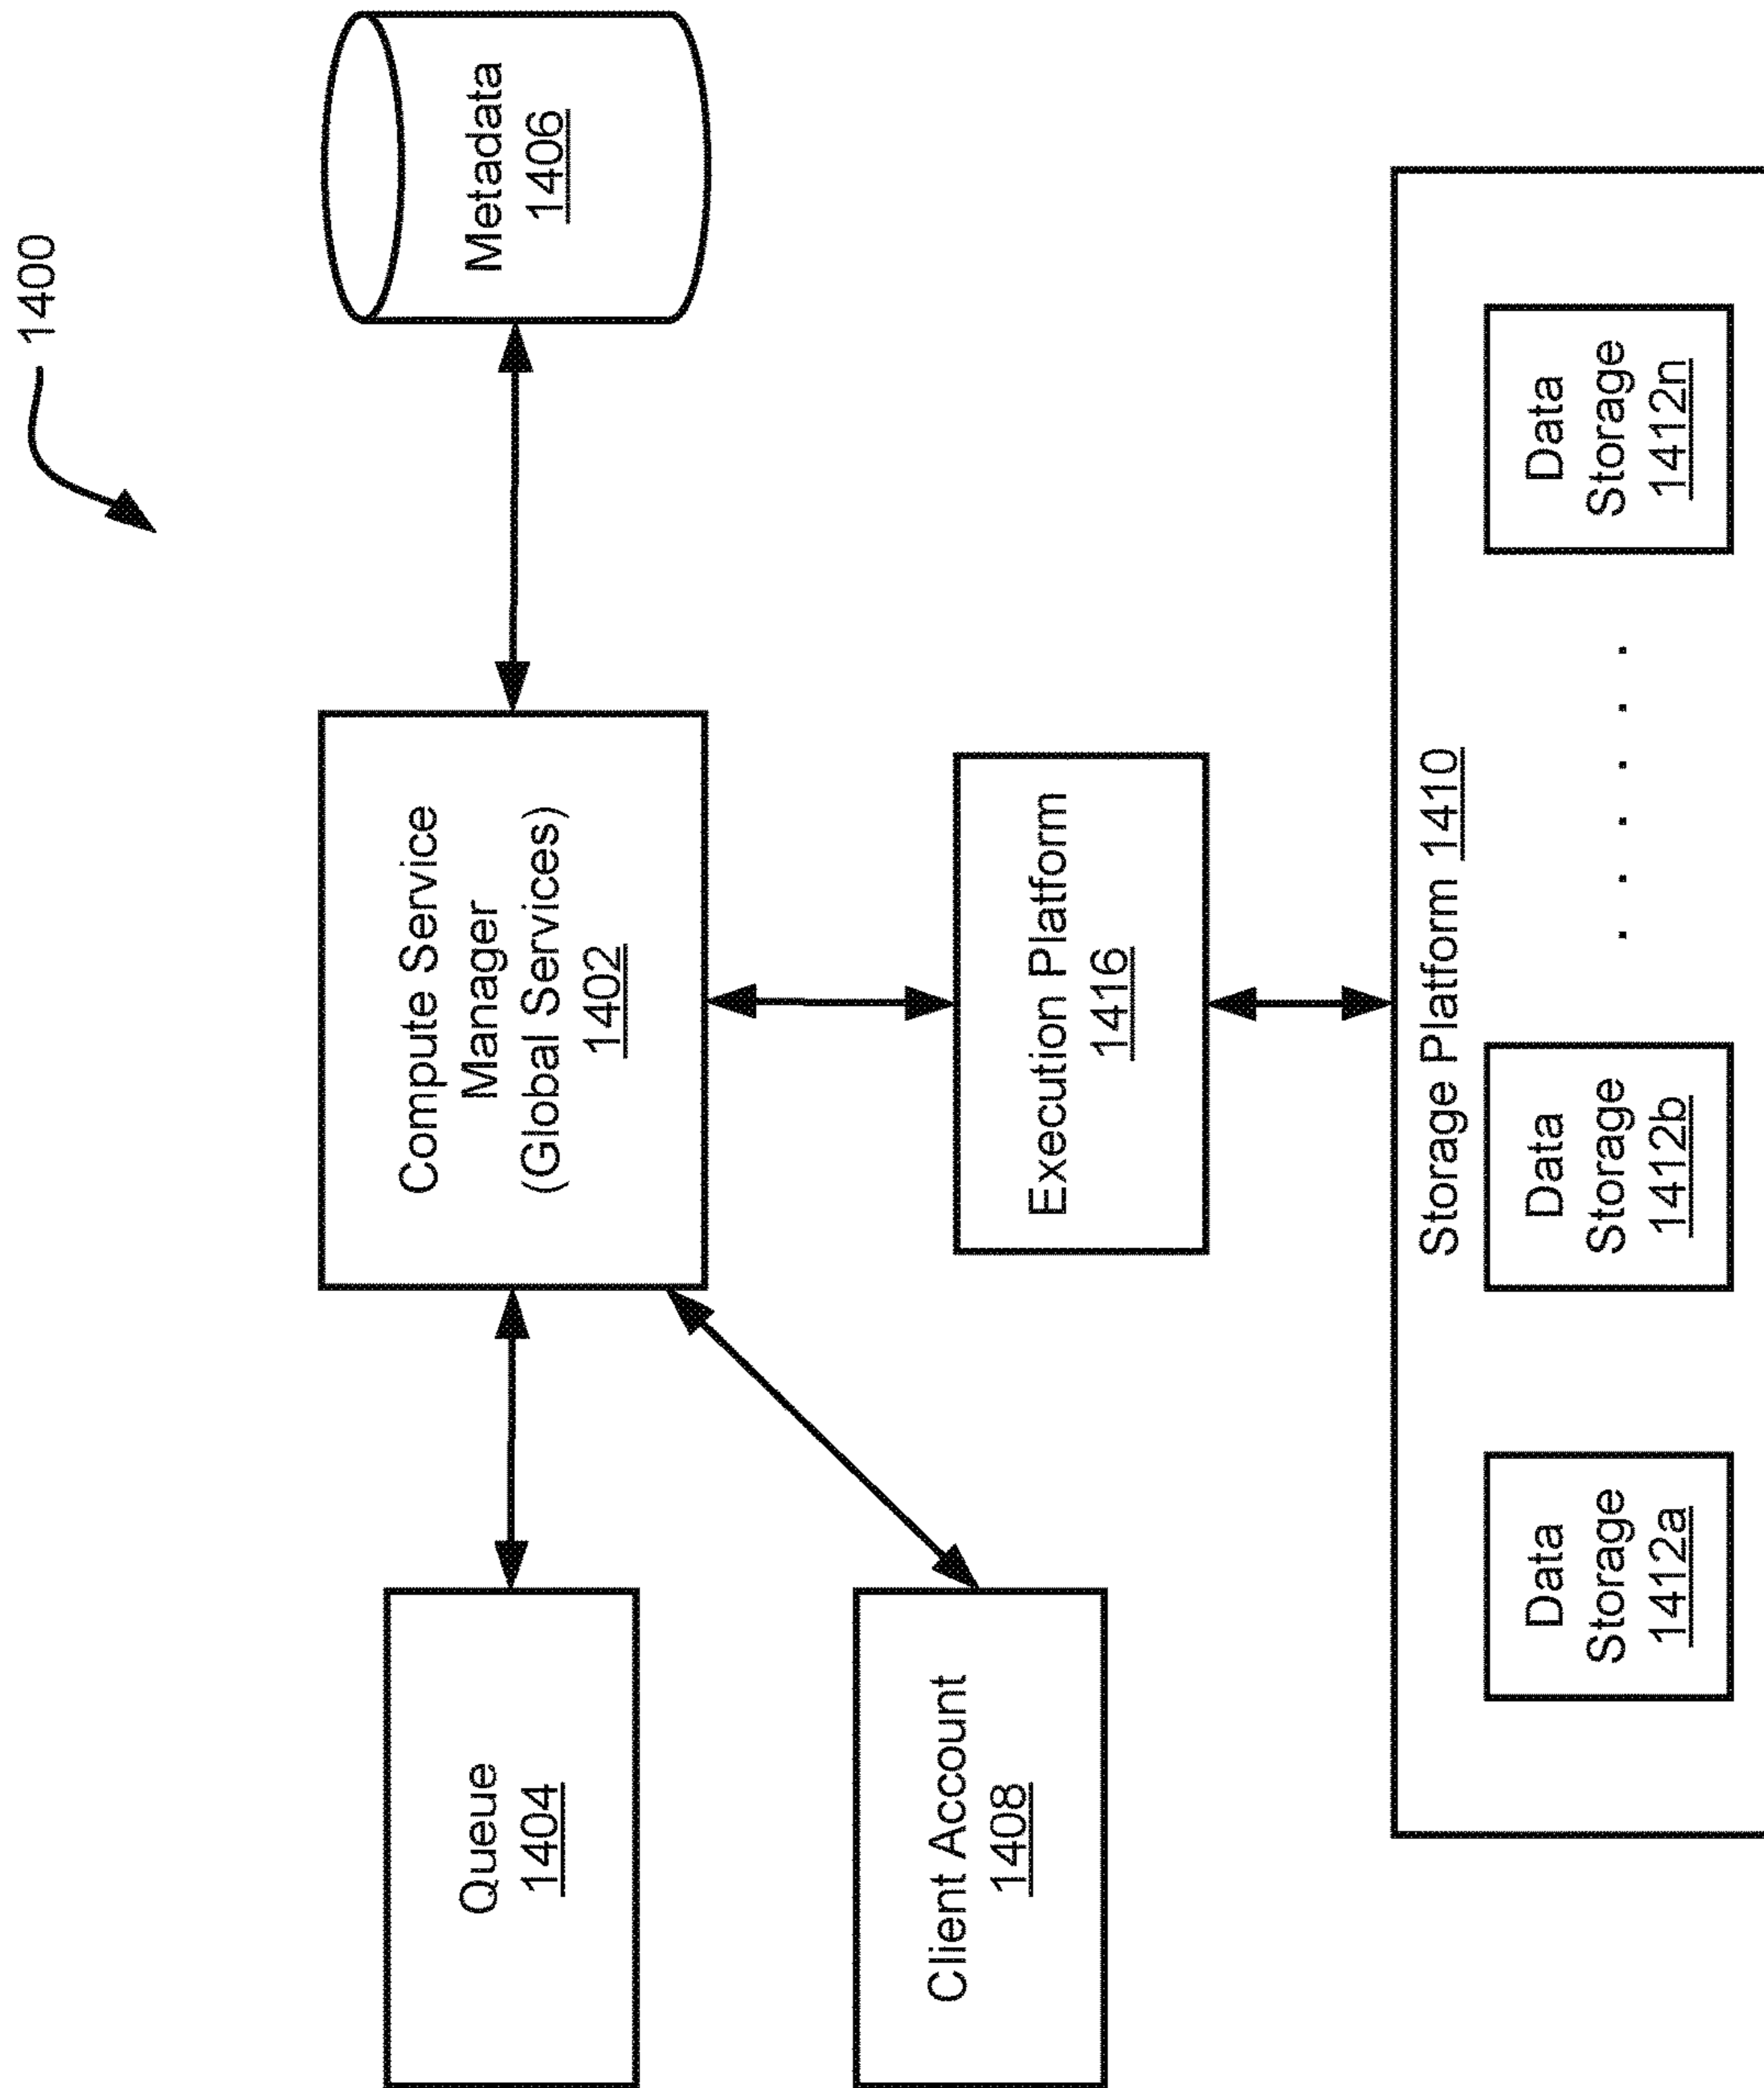 1400
Queue
1404
Compute Service
Manager
(Global Services)
1402
Metadata
1406
Client Account
1408
Execution Platform
1416
Storage Platform 1410
Data
Storage
1412a
Data
Storage
1412b
. . . . . .
Data
Storage
1412n